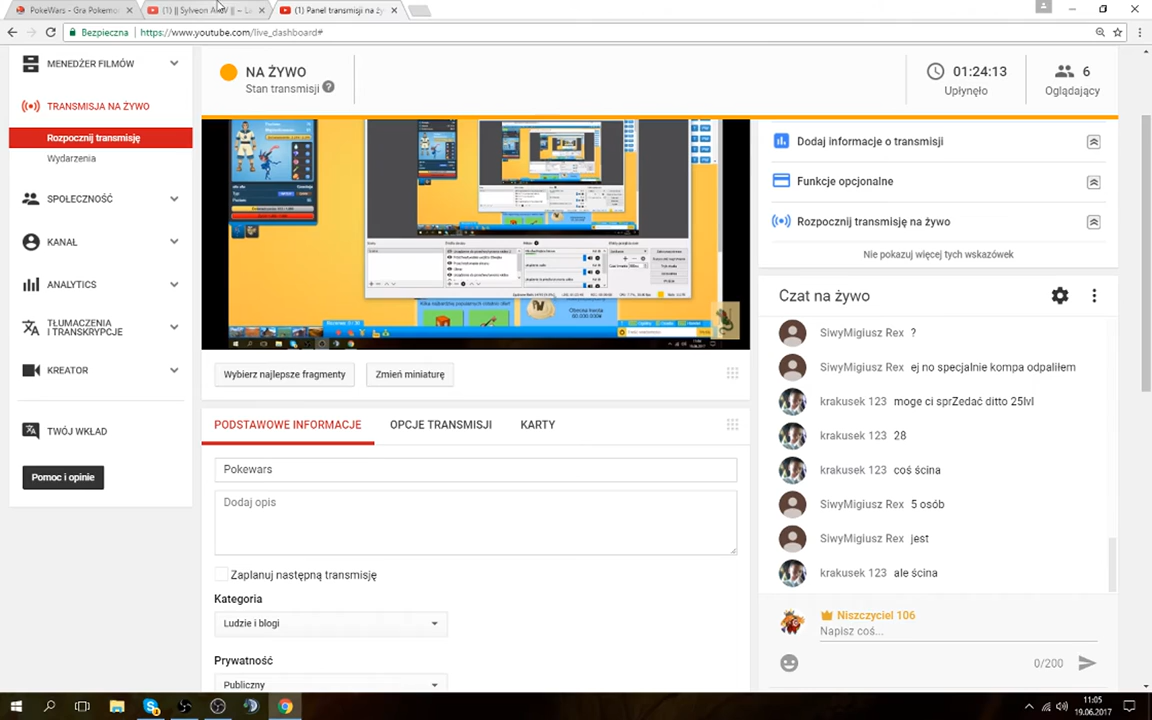 PokeWars - Gra Pokemo
(1) || Sylveon
(1) Panel transmisji na ż
Bezpieczna
https://www.youtube.com/live_dashboard#
MENEDŻER FILMÓW
TRANSMISJA NA ŻYWO
Rozpocznij transmisję
Wydarzenia
SPOŁECZNOŚĆ
KANAŁ
ANALYTICS
TŁUMACZENIA
I TRANSKRYPCJE
KREATOR
TWÓJ WKŁAD
Pomoc i opinie
NA ŻYWO
Stan transmisji
01:24:13
Upłynęło
6
Oglądający
Wybierz najlepsze fragmenty
Zmień miniaturę
PODSTAWOWE INFORMACJE
OPCJE TRANSMISJI
KARTY
Pokewars
Dodaj opis
Zaplanuj następną transmisję
Kategoria
Ludzie i blogi
Prywatność
Publiczny
Dodaj informacje o transmisji
Funkcje opcjonalne
Rozpocznij transmisję na żywo
Nie pokazuj więcej tych wskazówek
Czat na żywo
SiwyMigiusz Rex ?
SiwyMigiusz Rex ej no specjalnie kompa odpaliłem
krakusek 123 moge ci sprZedać ditto 25lvl
krakusek 123 28
krakusek 123 coś ścina
SiwyMigiusz Rex 5 osób
SiwyMigiusz Rex jest
krakusek 123 ale ścina
Niszczyciel 106
Napisz coś...
0/200
11:05
19.06.2017